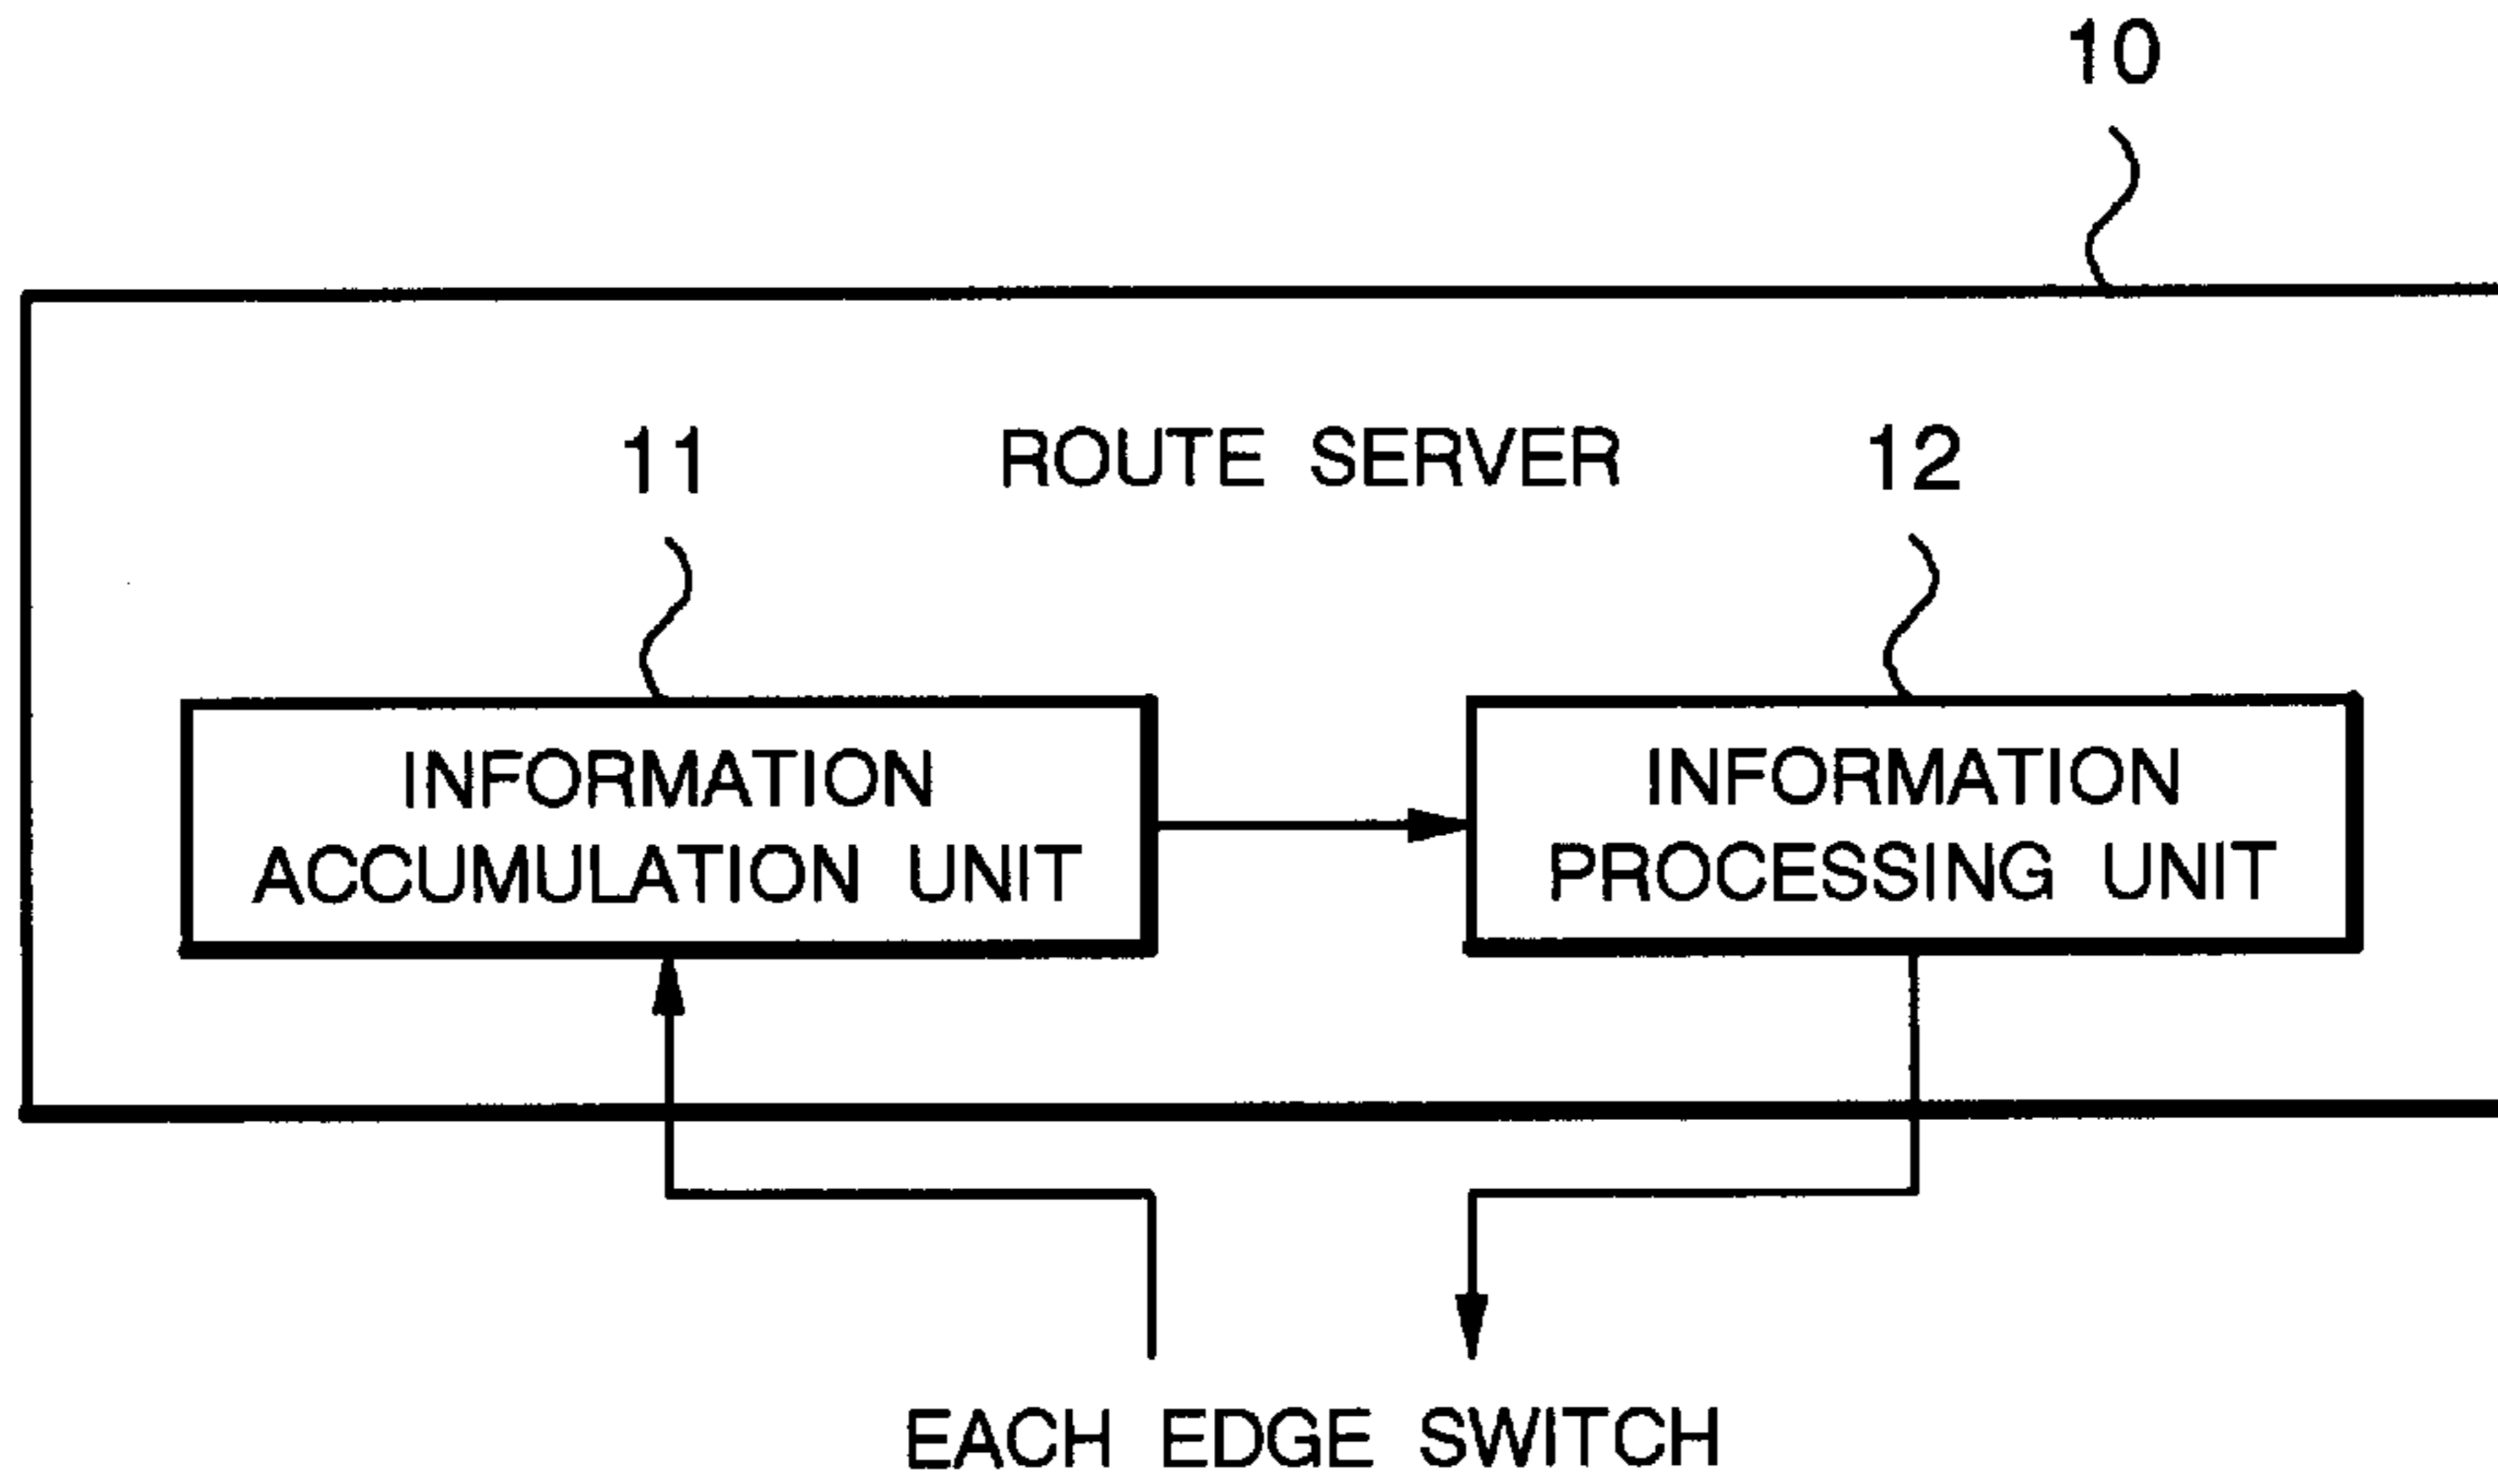 10
11
ROUTE SERVER
12
INFORMATION
ACCUMULATION UNIT
INFORMATION
PROCESSING UNIT
EACH EDGE SWITCH